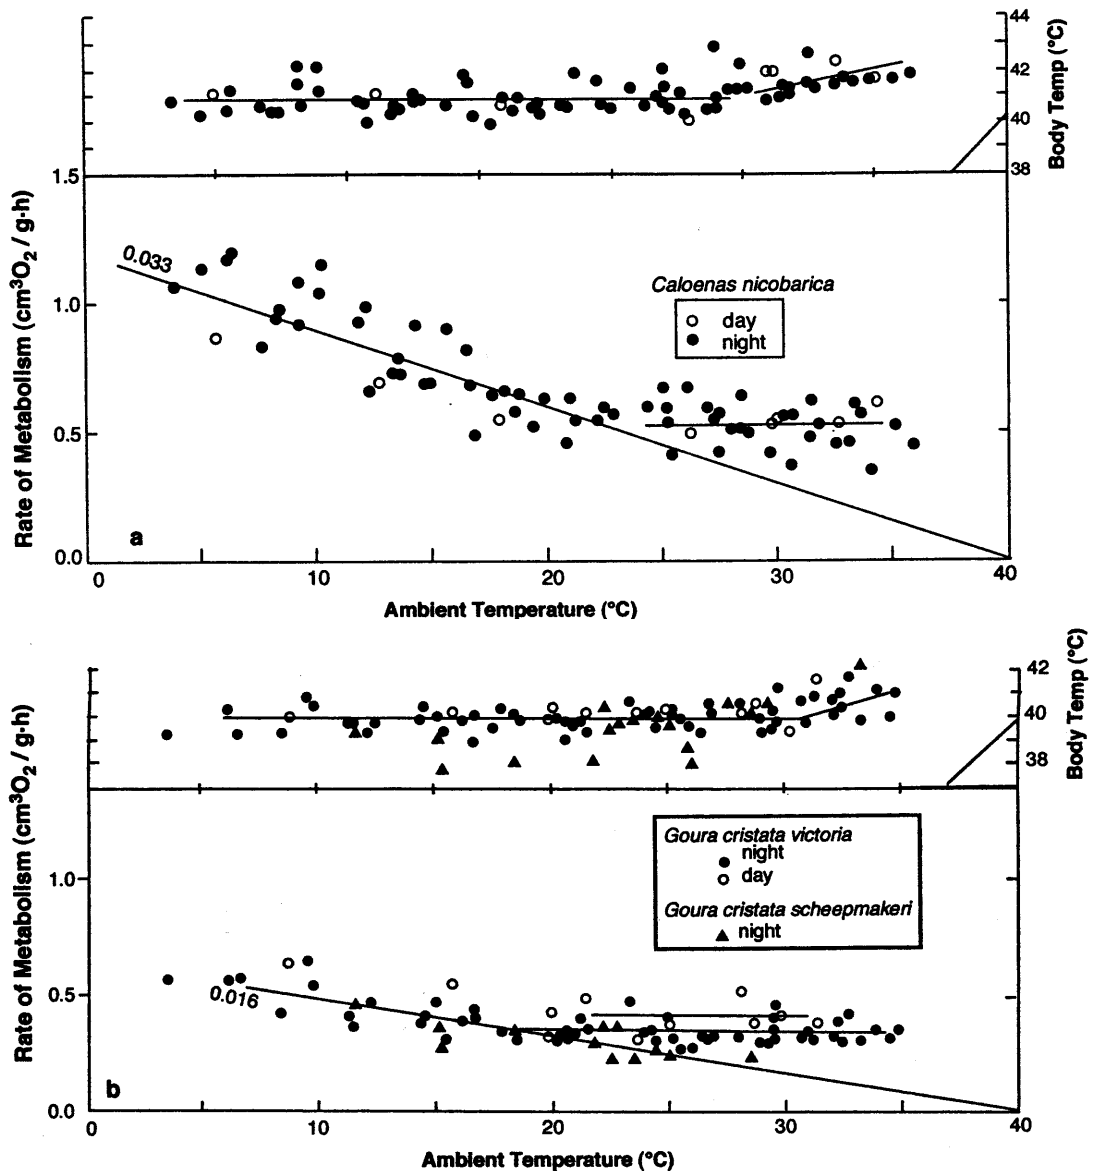 44
42
40
38
Body Temp (°C)
1.5
1.0
0.5
0.0
Rate of Metabolism (cm³O₂ / g·h)
0.033
Caloenas nicobarica
day
night
a
0
10
20
30
40
Ambient Temperature (°C)
42
40
38
Body Temp (°C)
1.0
0.5
0.0
Rate of Metabolism (cm³O₂ / g·h)
Goura cristata victoria
night
day
Goura cristata scheepmakeri
night
0.016
b
0
10
20
30
40
Ambient Temperature (°C)